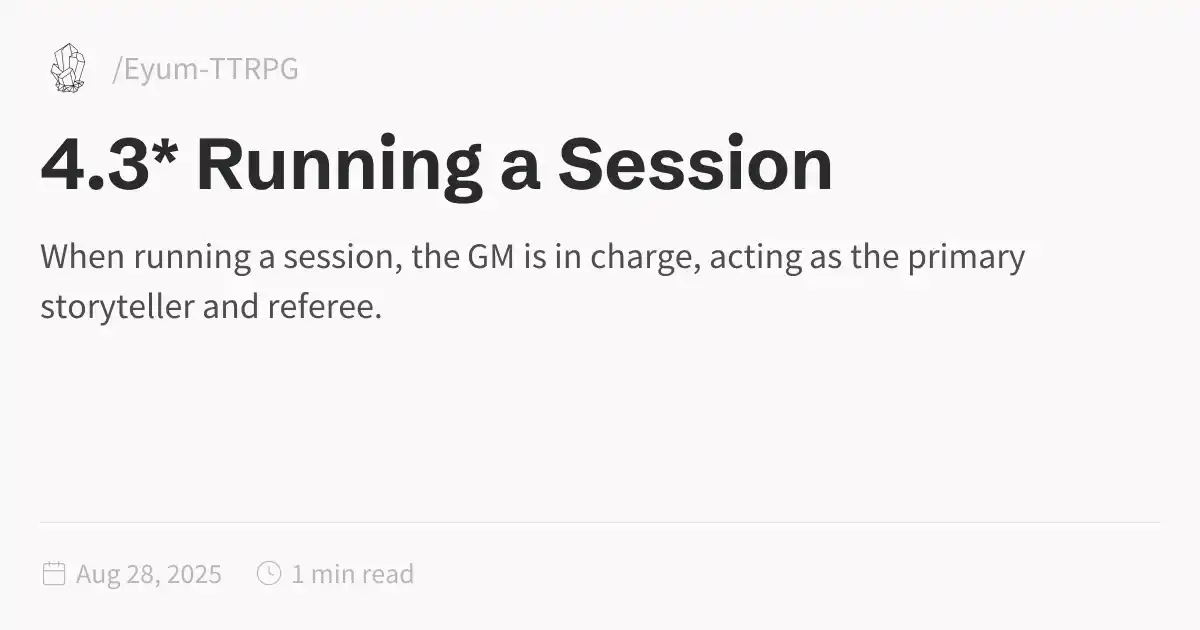 /Eyum-TTRPG
4.3* Running a Session
When running a session, the GM is in charge, acting as the primary
storyteller and referee.
Aug 28, 2025 1 min read